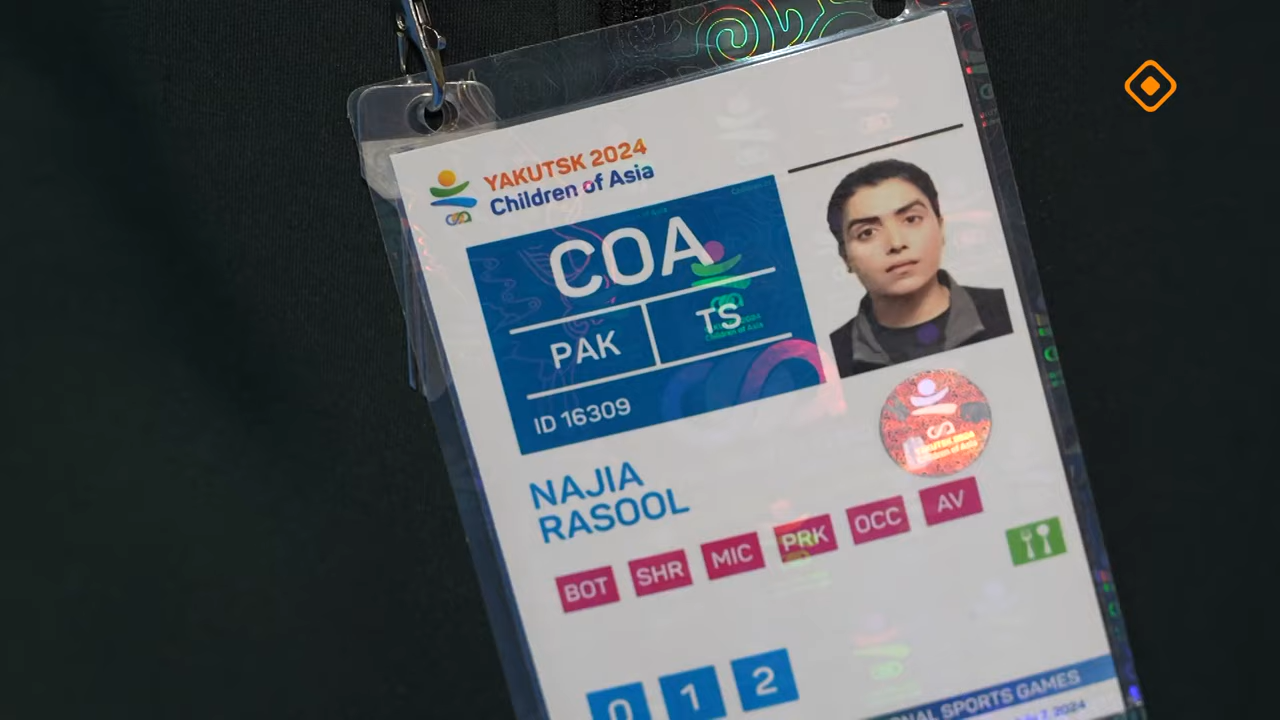 YAKUTSK 2024
Children of Asia
COA
PAK
TS
ID 16309
NAJIA
RASOOL
BOT SHR MIC PRK OCC AV
0 1 2
SPORTS GAMES
2024